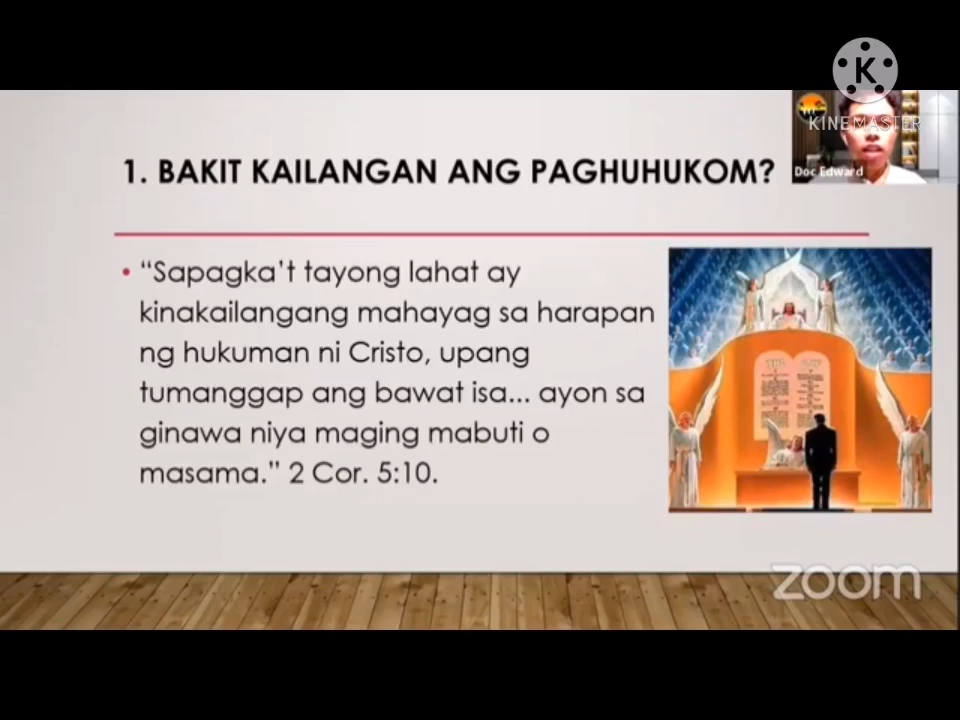 K
KINEMASTER
Doc Edward
1. BAKIT KAILANGAN ANG PAGHUHUKOM?
• “Sapagka’t tayong lahat ay
kinakailangang mahayag sa harapan
ng hukuman ni Cristo, upang
tumanggap ang bawat isa... ayon sa
ginawa niya maging mabuti o
masama.” 2 Cor. 5:10.
zoom